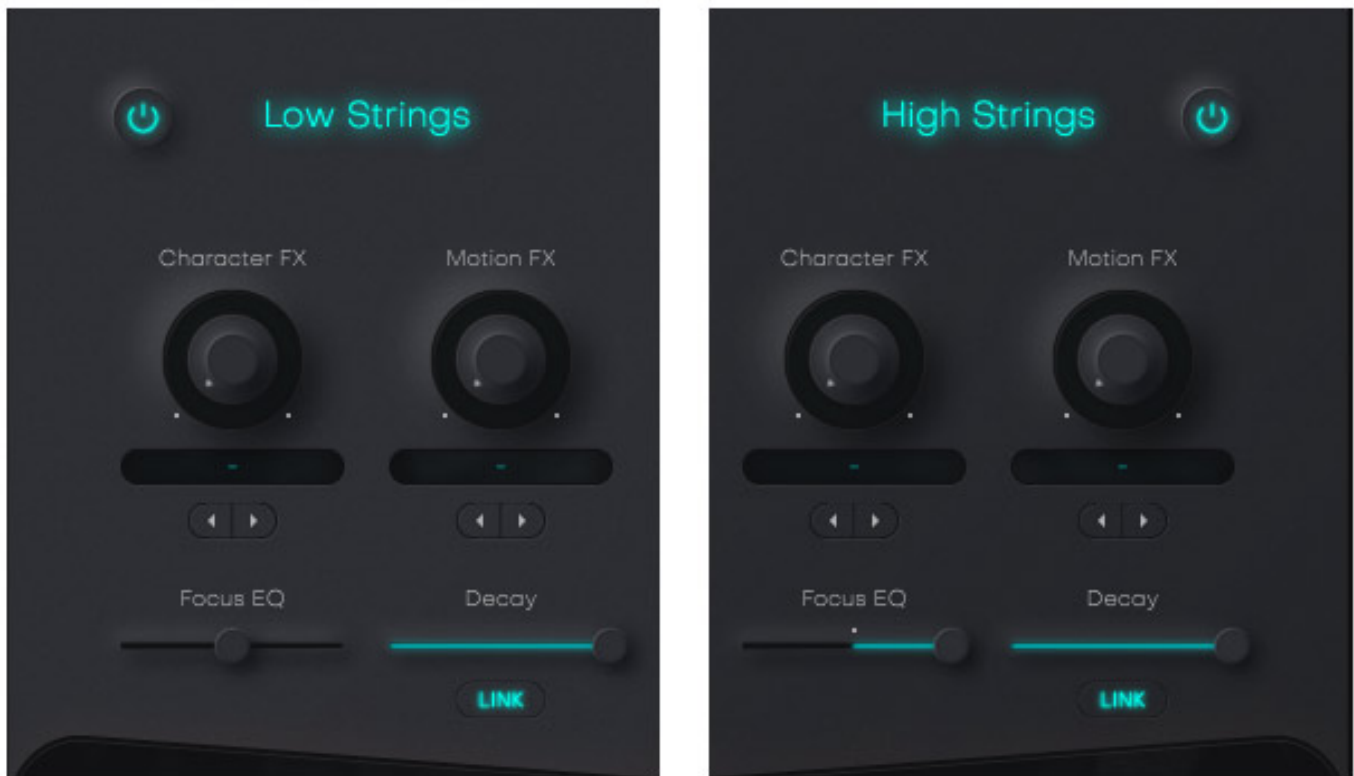 Low Strings
Character FX
Motion FX
-
-
Focus EQ
Decay
LINK
High Strings
Character FX
Motion FX
-
-
Focus EQ
Decay
LINK